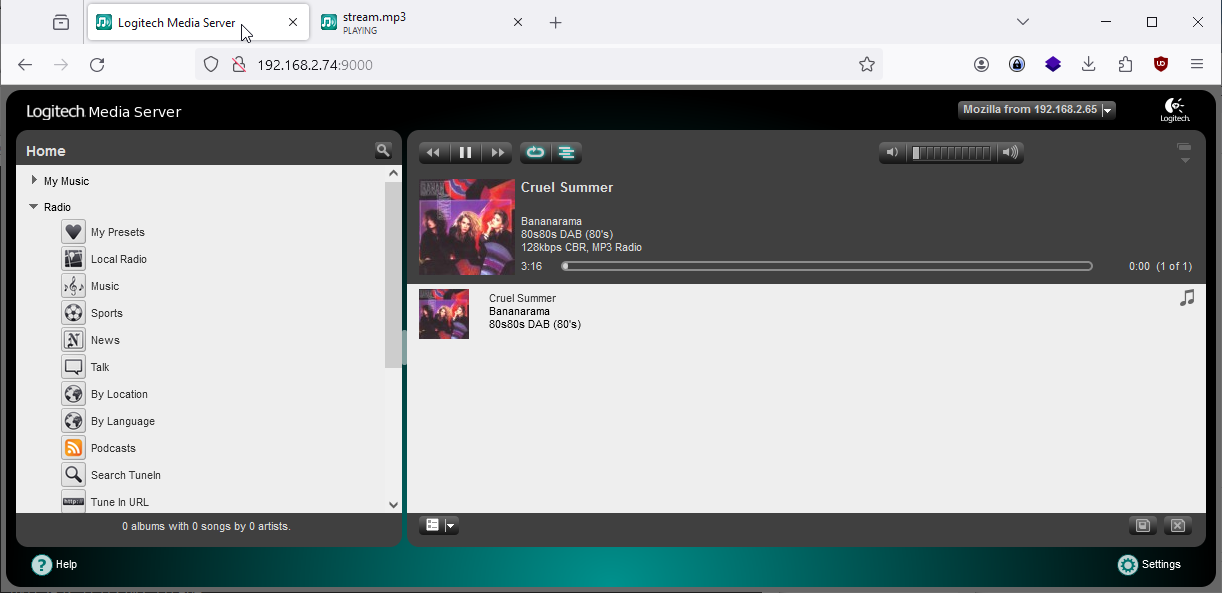 Logitech Media Server
stream.mp3
PLAYING
192.168.2.74:9000
Logitech Media Server
Mozilla from 192.168.2.65
Logitech
Home
My Music
Radio
My Presets
Local Radio
Music
Sports
News
Talk
By Location
By Language
Podcasts
Search TuneIn
http://
Tune In URL
0 albums with 0 songs by 0 artists.
Cruel Summer
Bananarama
80s80s DAB (80's)
128kbps CBR, MP3 Radio
3:16
0:00 (1 of 1)
Cruel Summer
Bananarama
80s80s DAB (80's)
? Help
Settings